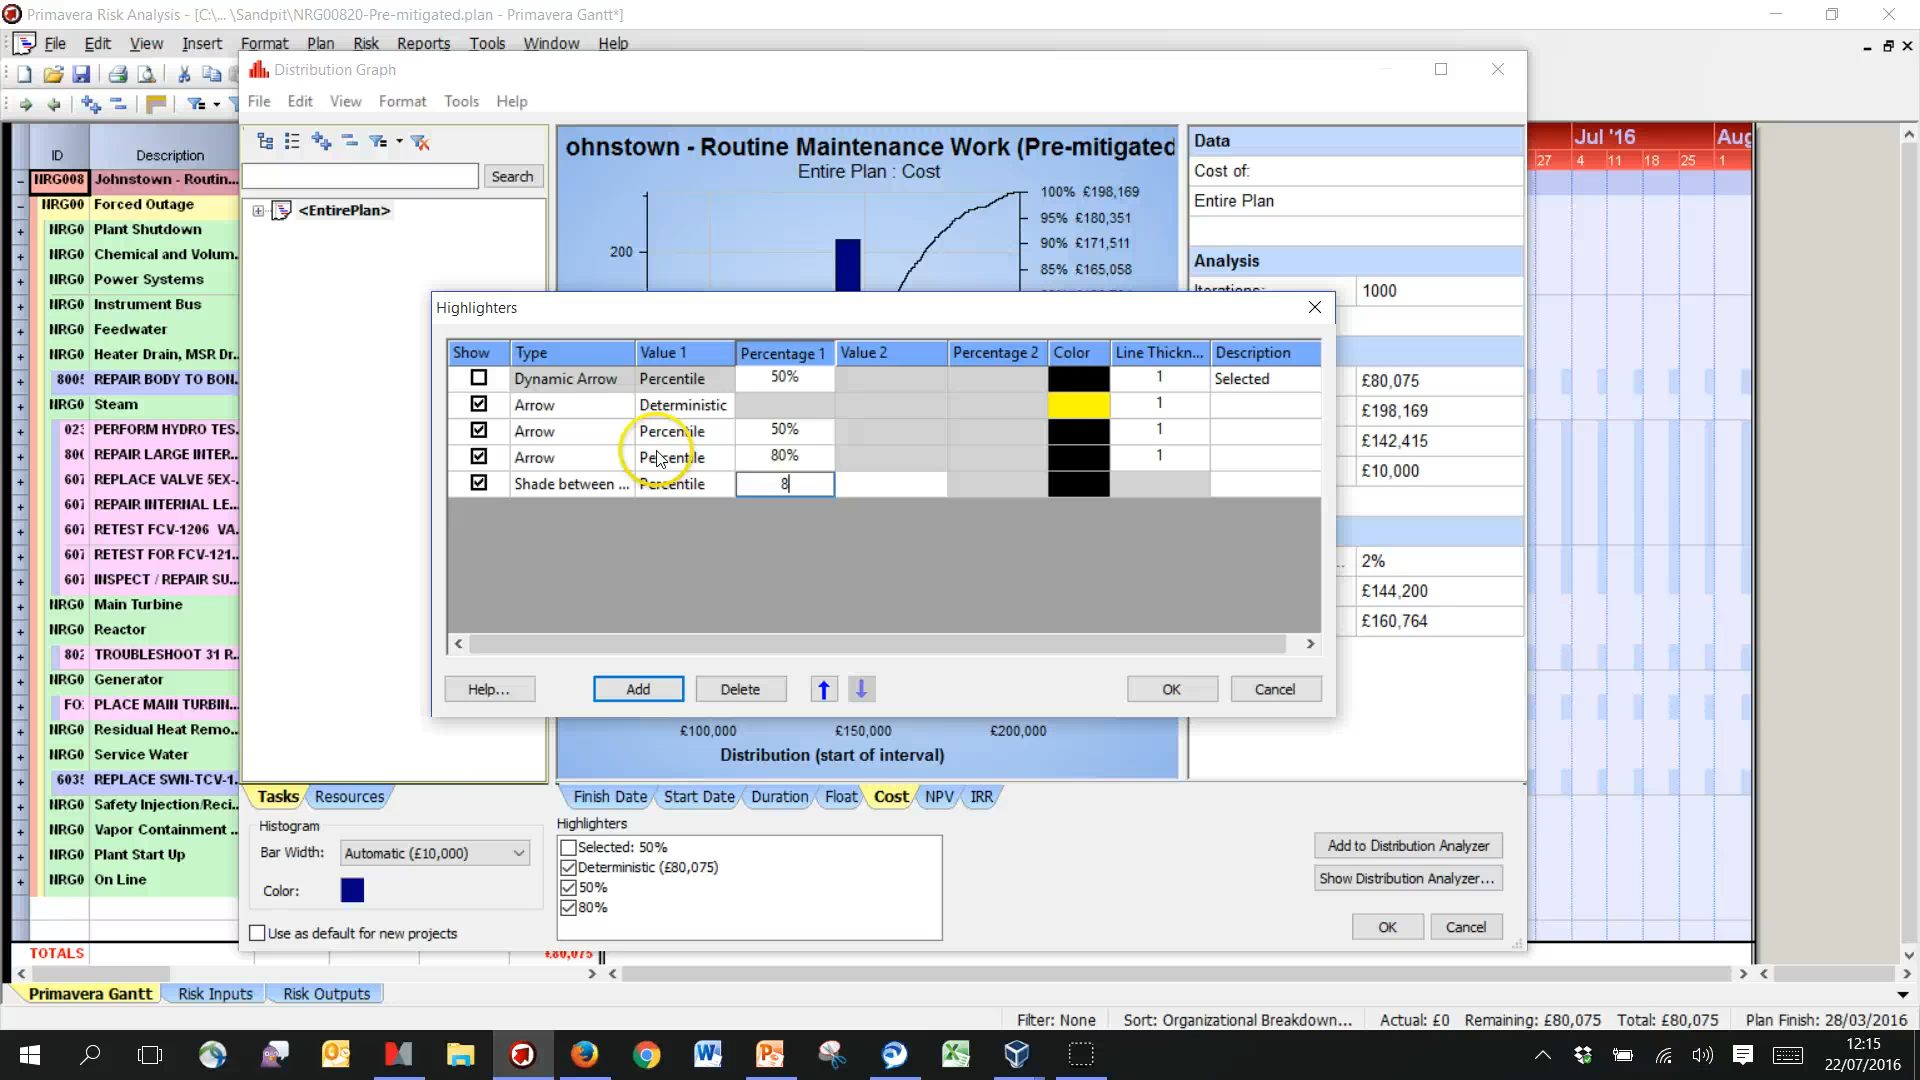 Primavera Risk Analysis - [C:\... \Sandpit\NRG00820-Pre-mitigated.plan - Primavera Gantt*]
File Edit View Insert Format Plan Risk Reports Tools Window Help
Distribution Graph
File Edit View Format Tools Help
Search
<EntirePlan>
ID Description
NRG008 Johnstown - Routin...
NRG00 Forced Outage
NRG0 Plant Shutdown
NRG0 Chemical and Volum...
NRG0 Power Systems
NRG0 Instrument Bus
NRG0 Feedwater
NRG0 Heater Drain, MSR Dr...
REPAIR BODY TO BON...
NRG0 Steam
PERFORM HYDRO TES...
REPAIR LARGE INTER...
REPLACE VALVE 5EX-...
REPAIR INTERNAL LE...
RETEST FCV-1206 VA...
RETEST FOR FCV-121...
INSPECT / REPAIR SU...
NRG0 Main Turbine
NRG0 Reactor
TROUBLESHOOT 31 R...
NRG0 Generator
PLACE MAIN TURBIN...
NRG0 Residual Heat Remo...
NRG0 Service Water
REPLACE SWN-TCV-1...
NRG0 Safety Injection/Reci...
NRG0 Vapor Containment ...
NRG0 Plant Start Up
NRG0 On Line
TOTALS £80,075
ohnstown - Routine Maintenance Work (Pre-mitigated
Entire Plan : Cost
200
100% £198,169
95% £180,351
90% £171,511
85% £165,058
£100,000 £150,000 £200,000
Distribution (start of interval)
Data
Cost of:
Entire Plan
Analysis
Iterations: 1000
£80,075
£198,169
£142,415
£10,000
2%
£144,200
£160,764
Jul '16 Aug
27 4 11 18 25 1
Highlighters
Show Type Value 1 Percentage 1 Value 2 Percentage 2 Color Line Thickn... Description
Dynamic Arrow Percentile 50% 1 Selected
Arrow Deterministic 1
Arrow Percentile 50% 1
Arrow Percentile 80% 1
Shade between ... Percentile 8
Help... Add Delete OK Cancel
Tasks Resources
Finish Date Start Date Duration Float Cost NPV IRR
Histogram
Bar Width: Automatic (£10,000)
Color:
Use as default for new projects
Highlighters
Selected: 50%
Deterministic (£80,075)
50%
80%
Add to Distribution Analyzer
Show Distribution Analyzer...
OK Cancel
Primavera Gantt Risk Inputs Risk Outputs
Filter: None Sort: Organizational Breakdown... Actual: £0 Remaining: £80,075 Total: £80,075 Plan Finish: 28/03/2016
12:15
22/07/2016